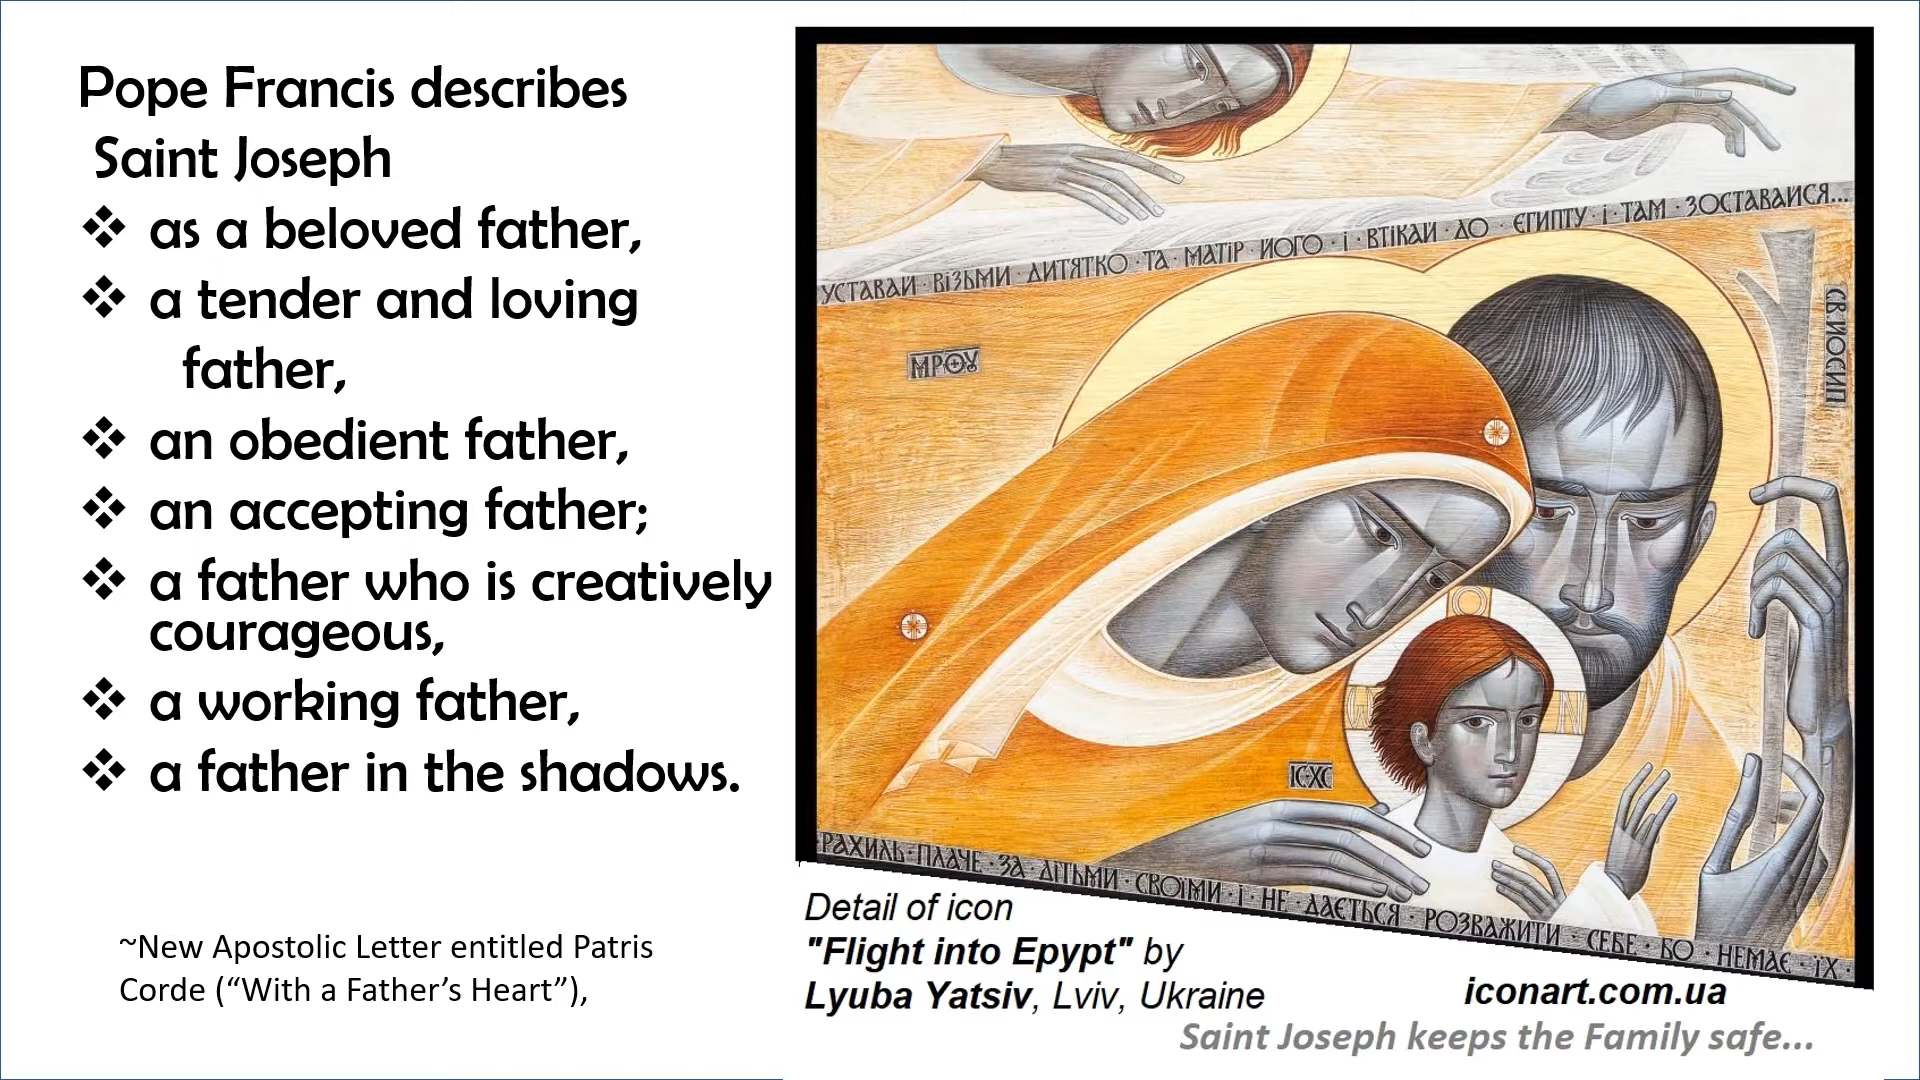 Pope Francis describes
Saint Joseph
❖ as a beloved father,
❖ a tender and loving
father,
❖ an obedient father,
❖ an accepting father;
❖ a father who is creatively
courageous,
❖ a working father,
❖ a father in the shadows.
~New Apostolic Letter entitled Patris
Corde (“With a Father’s Heart”),
УСТАВАЙ · ВІЗЬМИ · ДИТЯТКО · ТА · МАТІР · ЙОГО · І · ВТІКАЙ · ДО · ЄГИПТУ · І · ТАМ · ЗОСТАВАЙСЯ...
МРОУ
СВ ЙОСИП
ІС·ХС
РАХИЛЬ · ПЛАЧЕ · ЗА · ДІТЬМИ · СВОЇМИ · І · НЕ · ДАЄТЬСЯ · РОЗВАЖИТИ · СЕБЕ · БО · НЕМАЄ · ЇХ ·
Detail of icon
"Flight into Epypt" by
Lyuba Yatsiv, Lviv, Ukraine
iconart.com.ua
Saint Joseph keeps the Family safe...